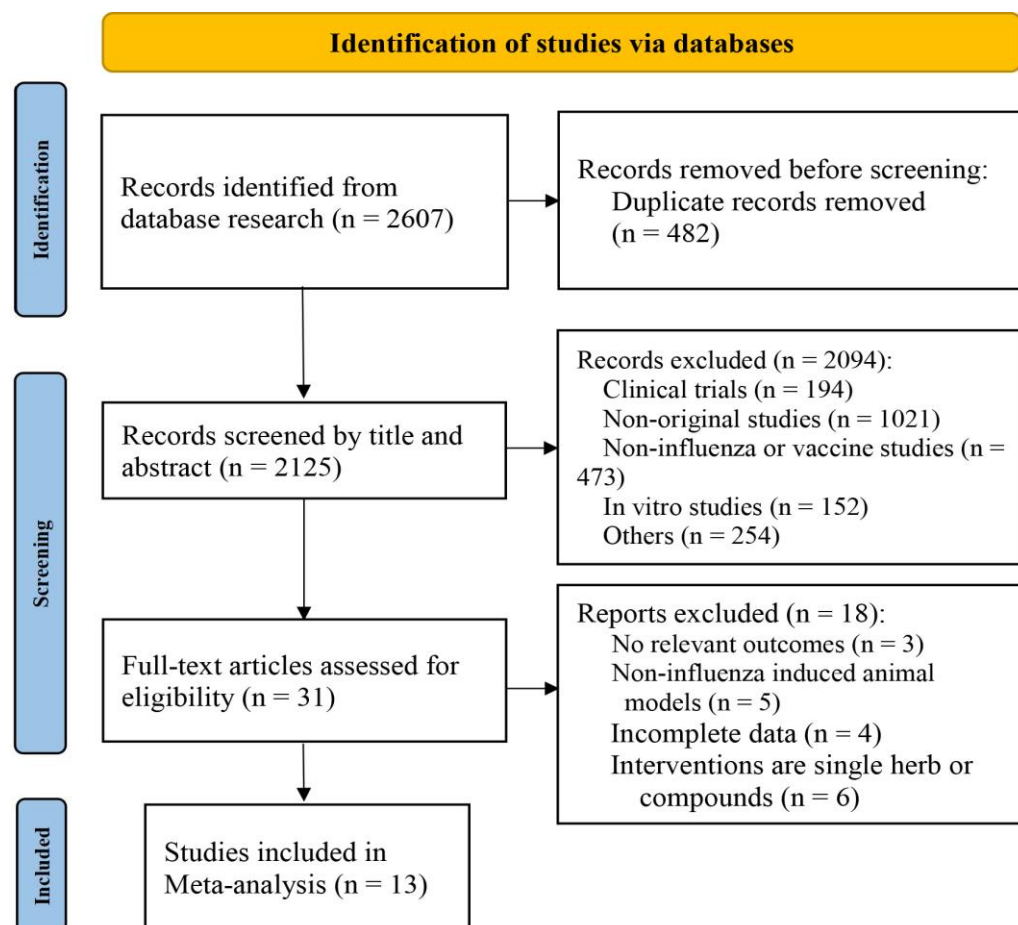 Identification of studies via databases
Identification
Records identified from
database research (n = 2607)
Records removed before screening:
Duplicate records removed
(n = 482)
Screening
Records screened by title and
abstract (n = 2125)
Records excluded (n = 2094):
Clinical trials (n = 194)
Non-original studies (n = 1021)
Non-influenza or vaccine studies (n =
473)
In vitro studies (n = 152)
Others (n = 254)
Full-text articles assessed for
eligibility (n = 31)
Reports excluded (n = 18):
No relevant outcomes (n = 3)
Non-influenza induced animal
models (n = 5)
Incomplete data (n = 4)
Interventions are single herb or
compounds (n = 6)
Included
Studies included in
Meta-analysis (n = 13)